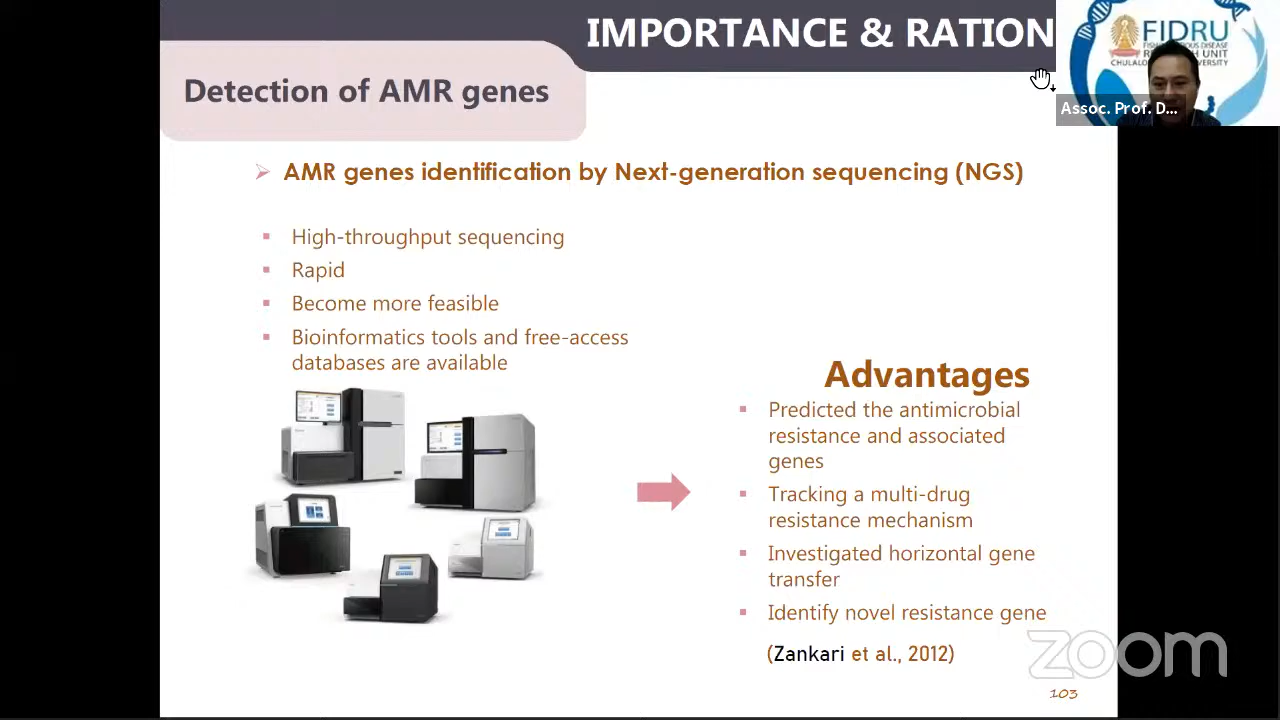 IMPORTANCE & RATION
Detection of AMR genes
FIDRU
CHULA
Assoc. Prof. D...
AMR genes identification by Next-generation sequencing (NGS)
High-throughput sequencing
Rapid
Become more feasible
Bioinformatics tools and free-access
databases are available
Advantages
Predicted the antimicrobial
resistance and associated
genes
Tracking a multi-drug
resistance mechanism
Investigated horizontal gene
transfer
Identify novel resistance gene
(Zankari et al., 2012)
zoom
103